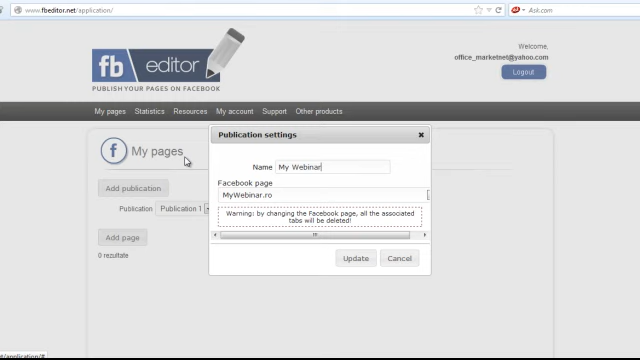 www.fbeditor.net/application/
Ask.com
fb editor
PUBLISH YOUR PAGES ON FACEBOOK
Welcome,
office_marketnet@yahoo.com
Logout
My pages Statistics Resources My account Support Other products
Publication settings
f My pages
Name My Webinar
Add publication
Facebook page
MyWebinar.ro
Publication Publication 1
Warning: by changing the Facebook page, all the associated
tabs will be deleted!
Add page
0 rezultate
Update Cancel
et/application/#